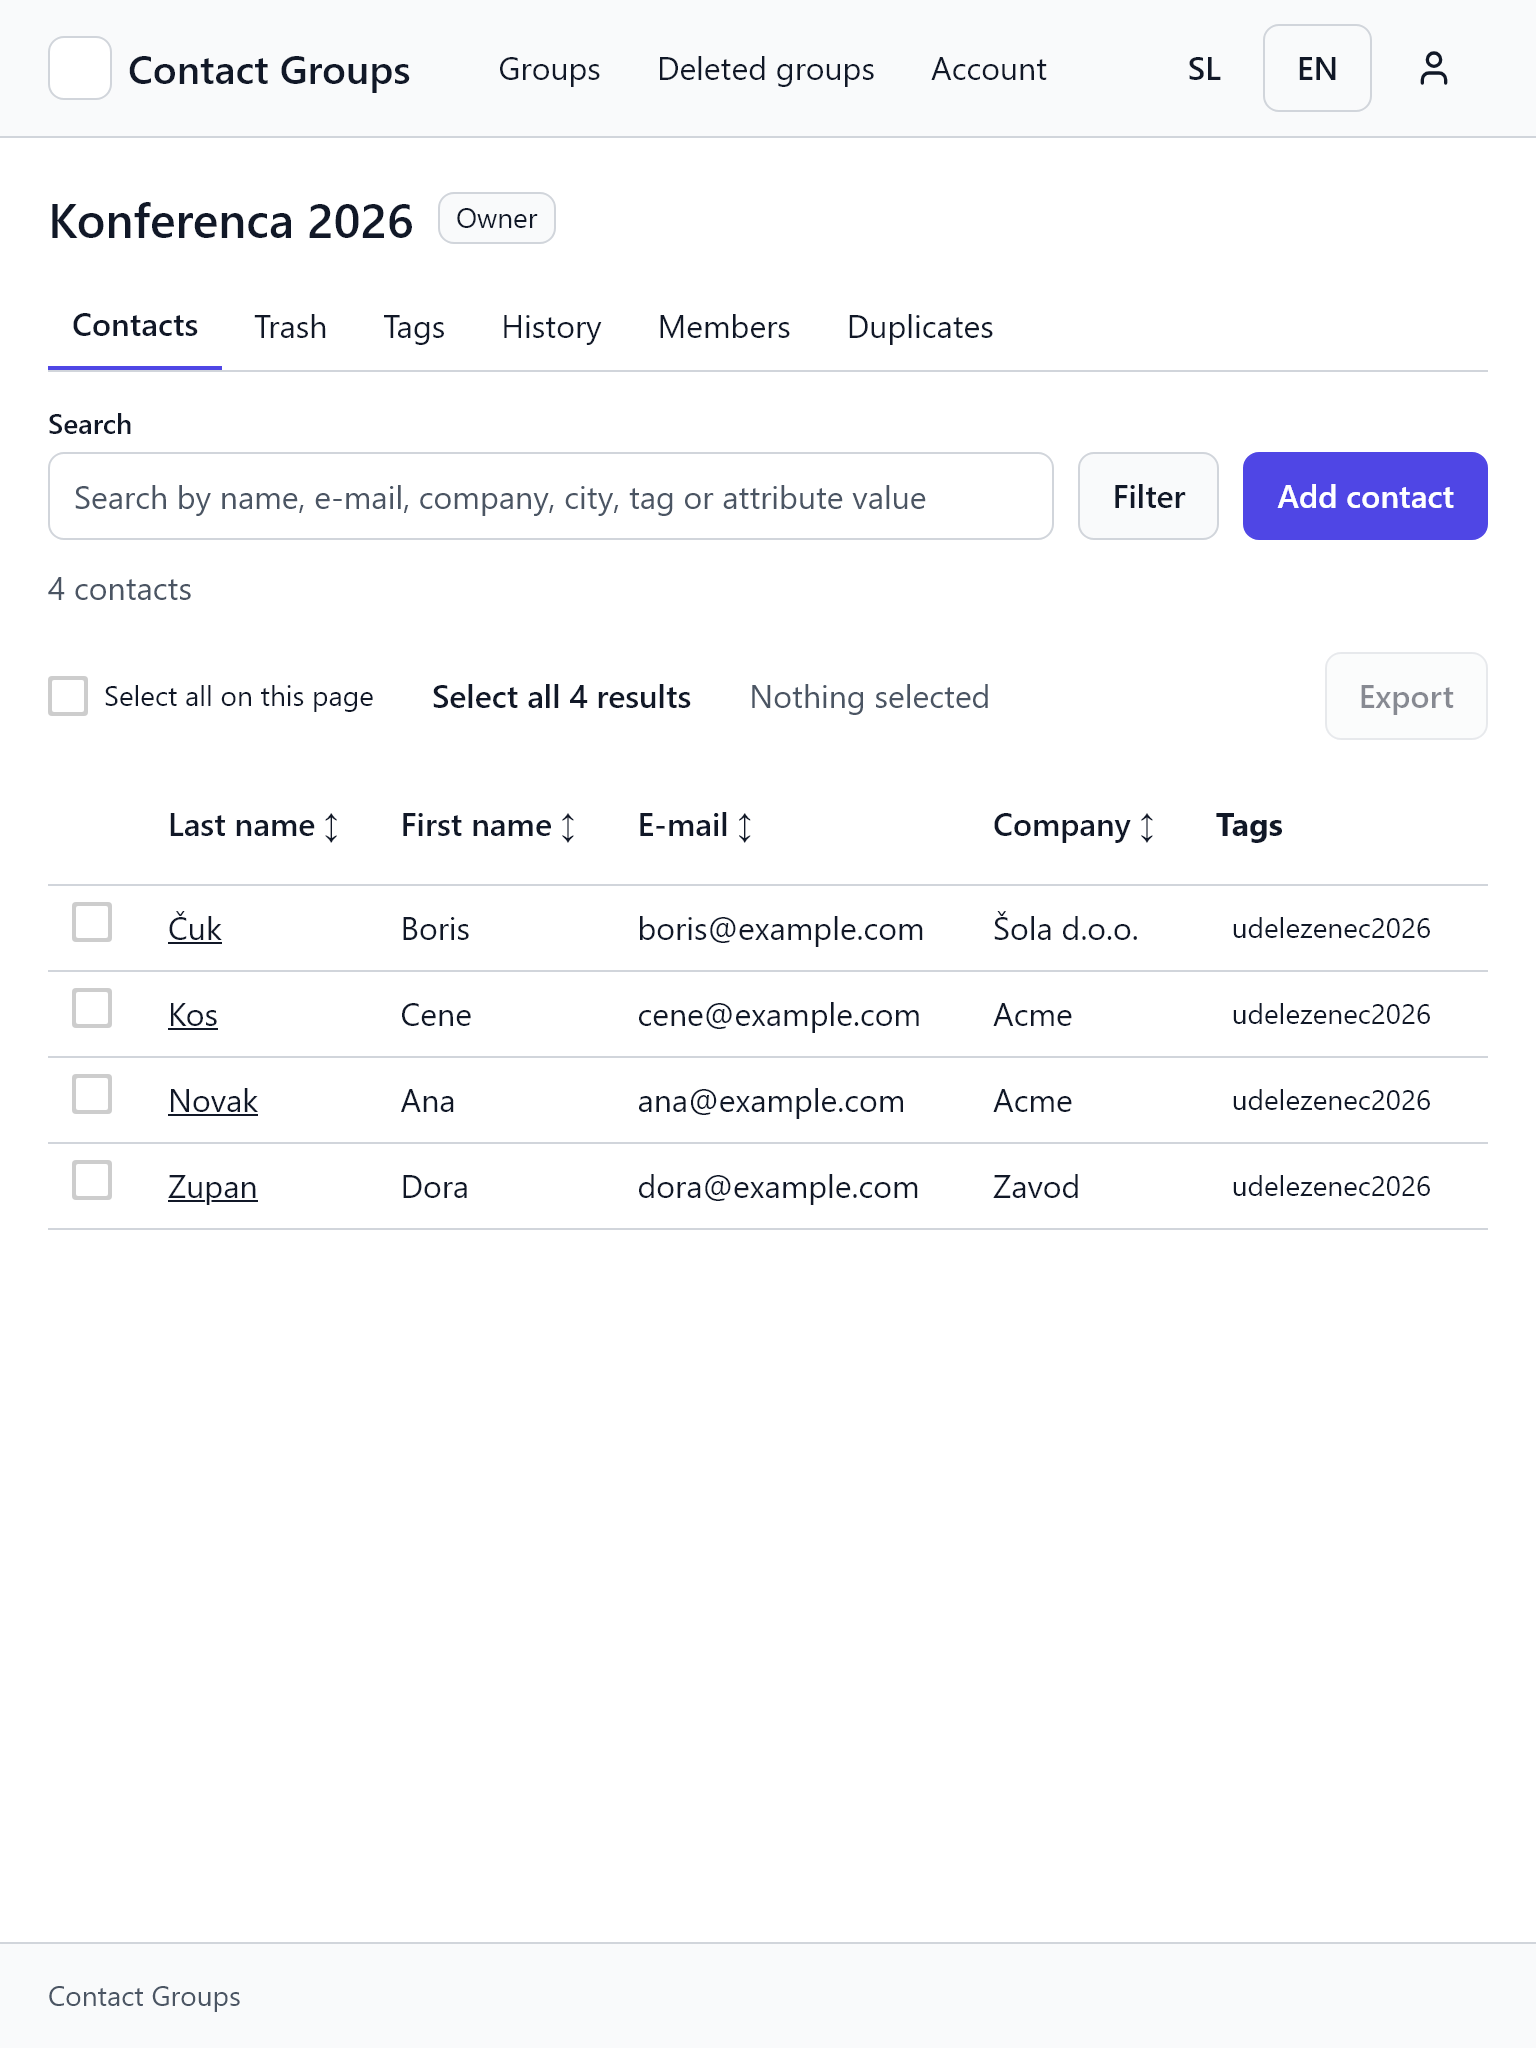 Contact Groups Groups Deleted groups Account SL EN
Konferenca 2026 Owner
Contacts Trash Tags History Members Duplicates
Search
Search by name, e-mail, company, city, tag or attribute value Filter Add contact
4 contacts
Select all on this page Select all 4 results Nothing selected Export
Last name ↕ First name ↕ E-mail ↕ Company ↕ Tags
Čuk Boris boris@example.com Šola d.o.o. udelezenec2026
Kos Cene cene@example.com Acme udelezenec2026
Novak Ana ana@example.com Acme udelezenec2026
Zupan Dora dora@example.com Zavod udelezenec2026
Contact Groups